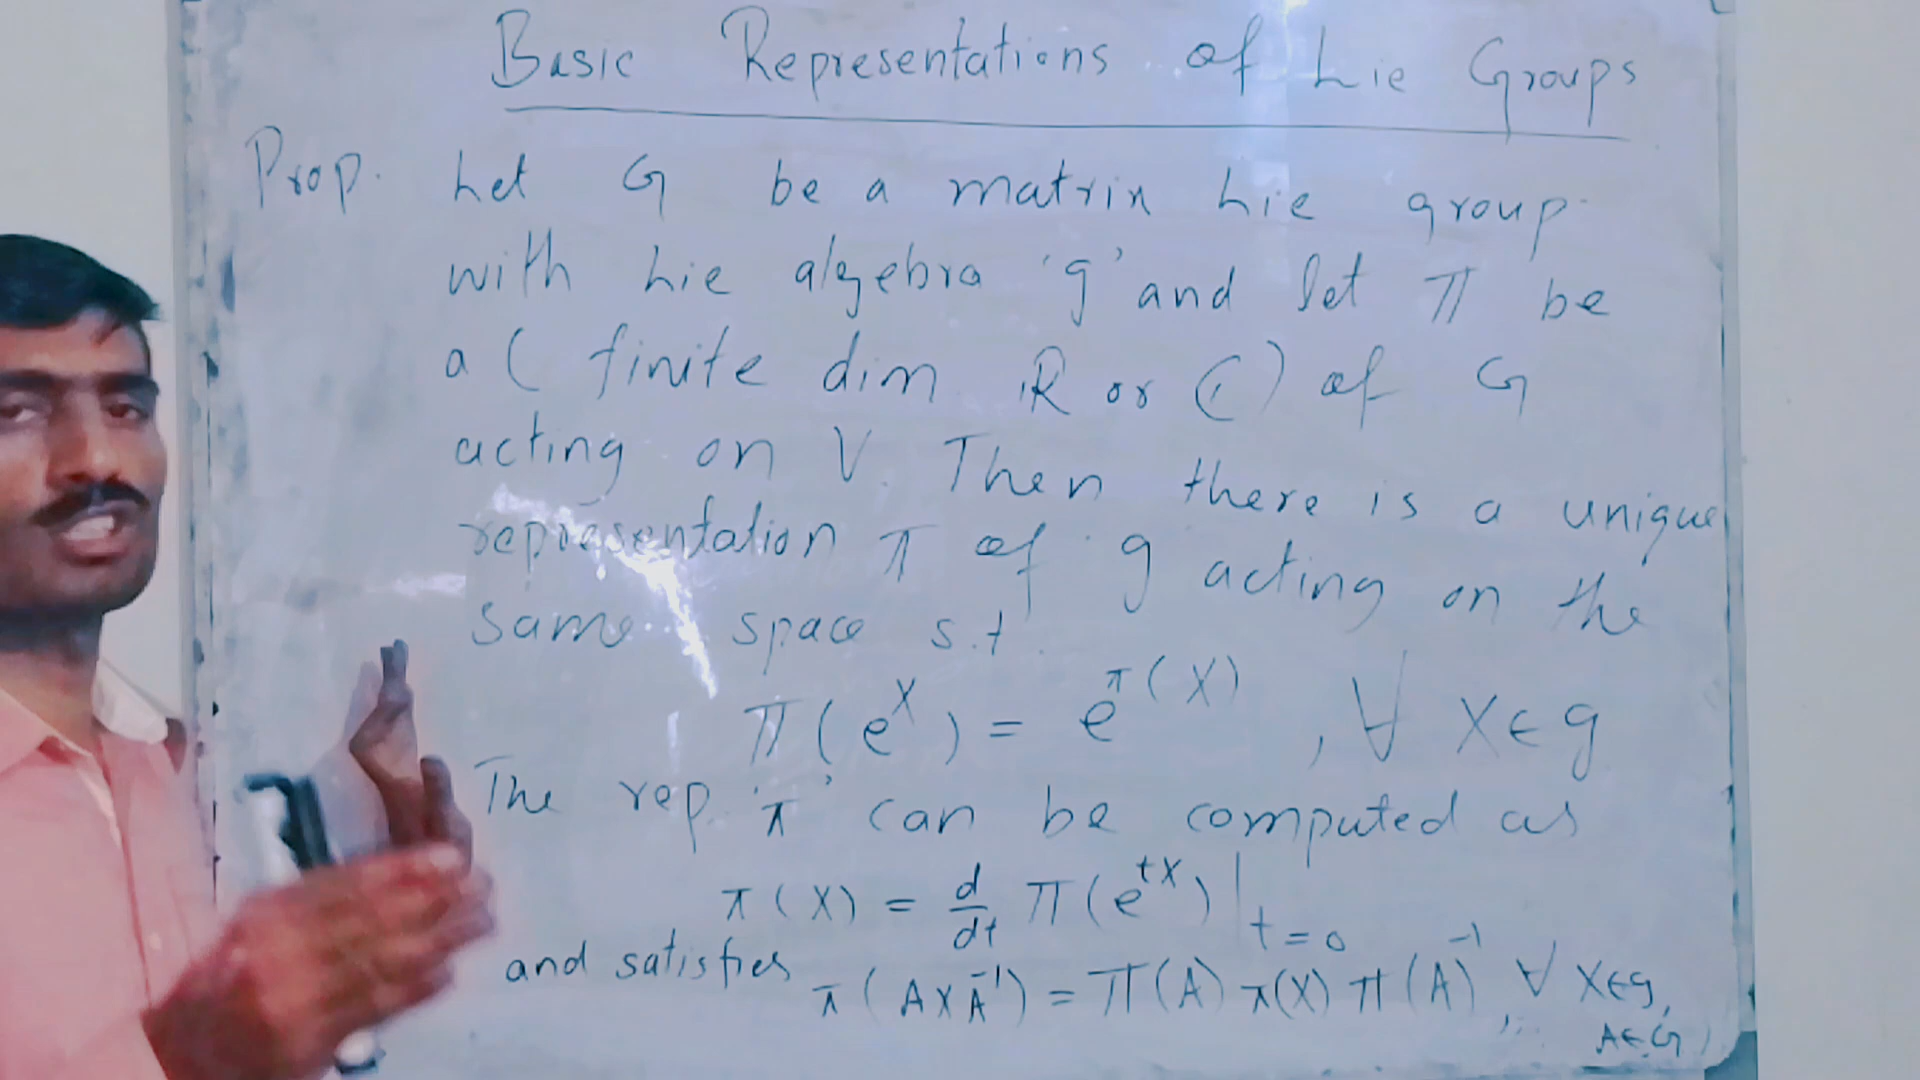 Basic Representations of Lie Groups
Prop. Let G be a matrix Lie group
with Lie algebra 'g' and let Π be
a ( finite dim ℝ or ℂ) of G
acting on V. Then there is a unique
representation π of g acting on the
same space s.t
Π(e^X) = e^π(X) , ∀ X ∈ g
The rep. 'π' can be computed as
π(X) = d/dt Π(e^tX)|t=0
and satisfies π(AXA^-1) = Π(A) π(X) Π(A)^-1, ∀ X∈g,
A∈G